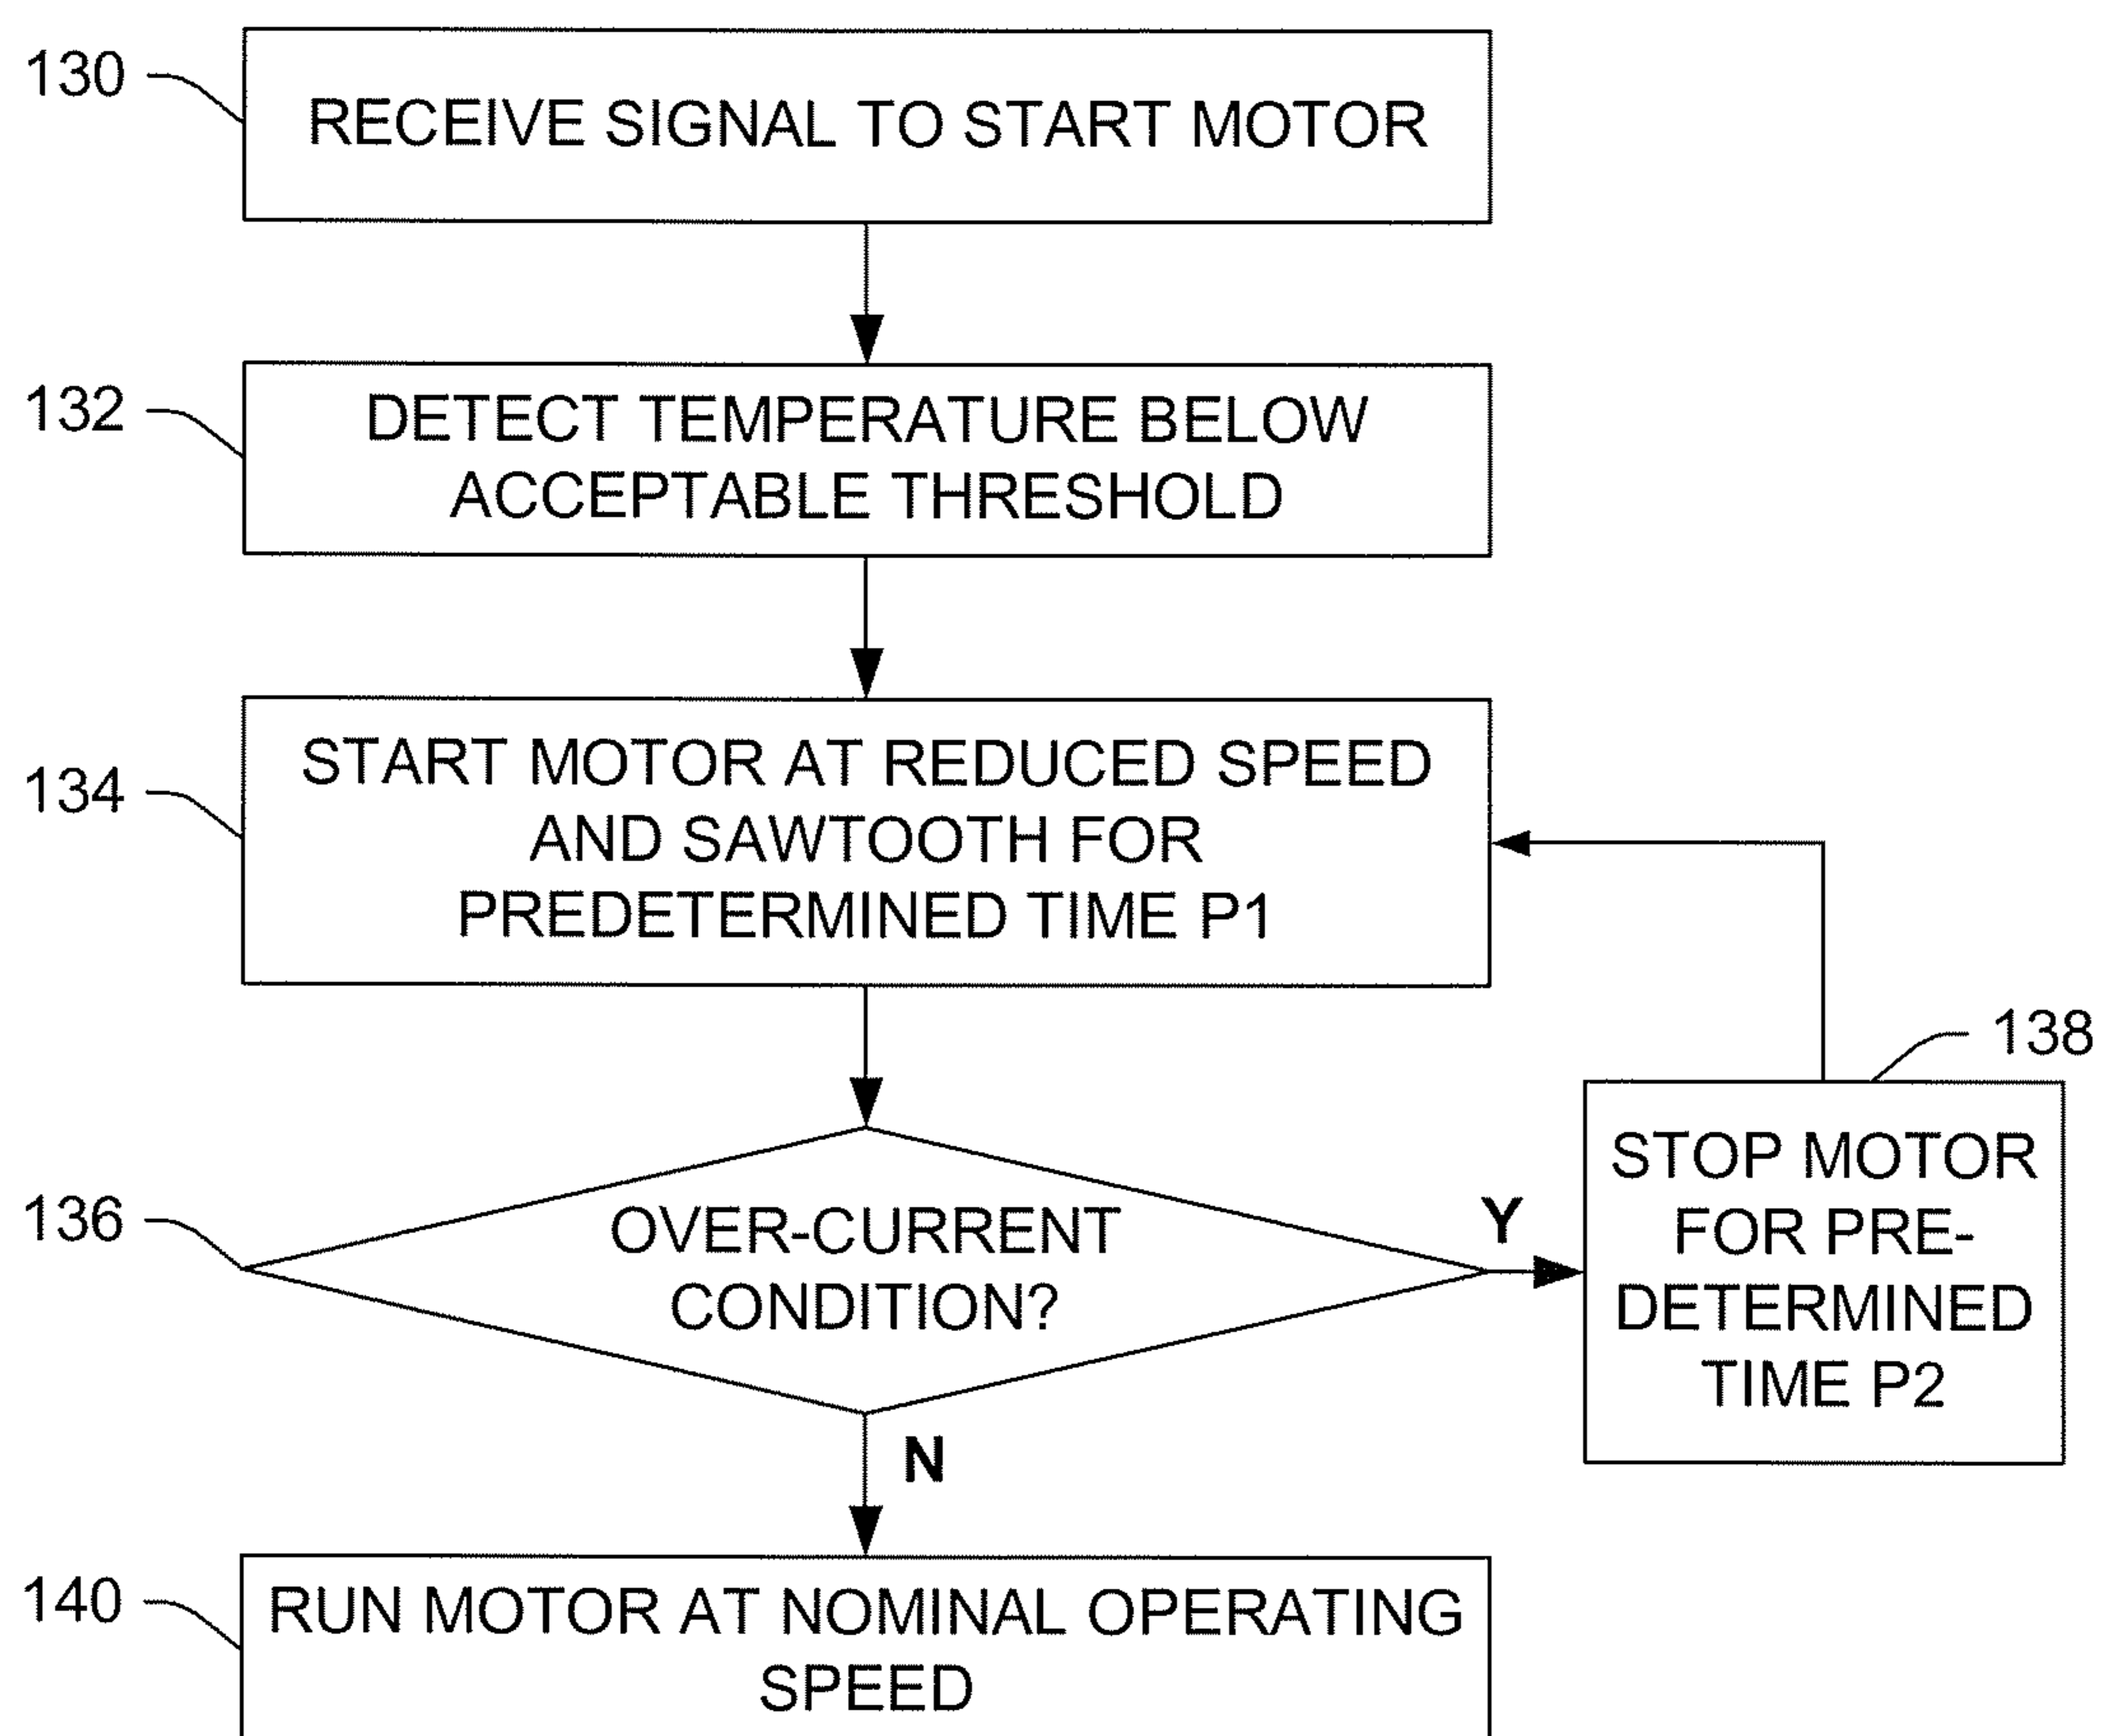 130
RECEIVE SIGNAL TO START MOTOR
132
DETECT TEMPERATURE BELOW
ACCEPTABLE THRESHOLD
134
START MOTOR AT REDUCED SPEED
AND SAWTOOTH FOR
PREDETERMINED TIME P1
136
OVER-CURRENT
CONDITION?
Y
138
STOP MOTOR
FOR PRE-
DETERMINED
TIME P2
N
140
RUN MOTOR AT NOMINAL OPERATING
SPEED